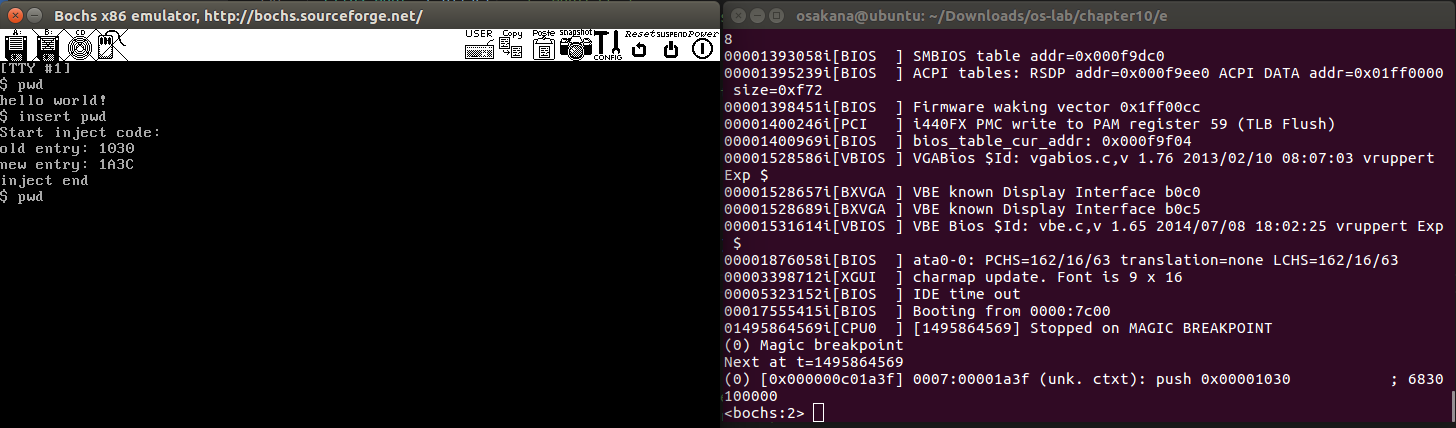 Bochs x86 emulator, http://bochs.sourceforge.net/
A: B: CD USER Copy Paste snapshot CONFIG Reset SUSPEND Power
[TTY #1]
$ pwd
hello world!
$ insert pwd
Start inject code:
old entry: 1030
new entry: 1A3C
inject end
$ pwd
osakana@ubuntu: ~/Downloads/os-lab/chapter10/e
8
00001393058i[BIOS  ] SMBIOS table addr=0x000f9dc0
00001395239i[BIOS  ] ACPI tables: RSDP addr=0x000f9ee0 ACPI DATA addr=0x01ff0000
 size=0xf72
00001398451i[BIOS  ] Firmware waking vector 0x1ff00cc
00001400246i[PCI   ] i440FX PMC write to PAM register 59 (TLB Flush)
00001400969i[BIOS  ] bios_table_cur_addr: 0x000f9f04
00001528586i[VBIOS ] VGABios $Id: vgabios.c,v 1.76 2013/02/10 08:07:03 vruppert
Exp $
00001528657i[BXVGA ] VBE known Display Interface b0c0
00001528689i[BXVGA ] VBE known Display Interface b0c5
00001531614i[VBIOS ] VBE Bios $Id: vbe.c,v 1.65 2014/07/08 18:02:25 vruppert Exp
 $
00001876058i[BIOS  ] ata0-0: PCHS=162/16/63 translation=none LCHS=162/16/63
00003398712i[XGUI  ] charmap update. Font is 9 x 16
00005323152i[BIOS  ] IDE time out
00017555415i[BIOS  ] Booting from 0000:7c00
01495864569i[CPU0  ] [1495864569] Stopped on MAGIC BREAKPOINT
(0) Magic breakpoint
Next at t=1495864569
(0) [0x000000c01a3f] 0007:00001a3f (unk. ctxt): push 0x00001030           ; 6830
100000
<bochs:2>